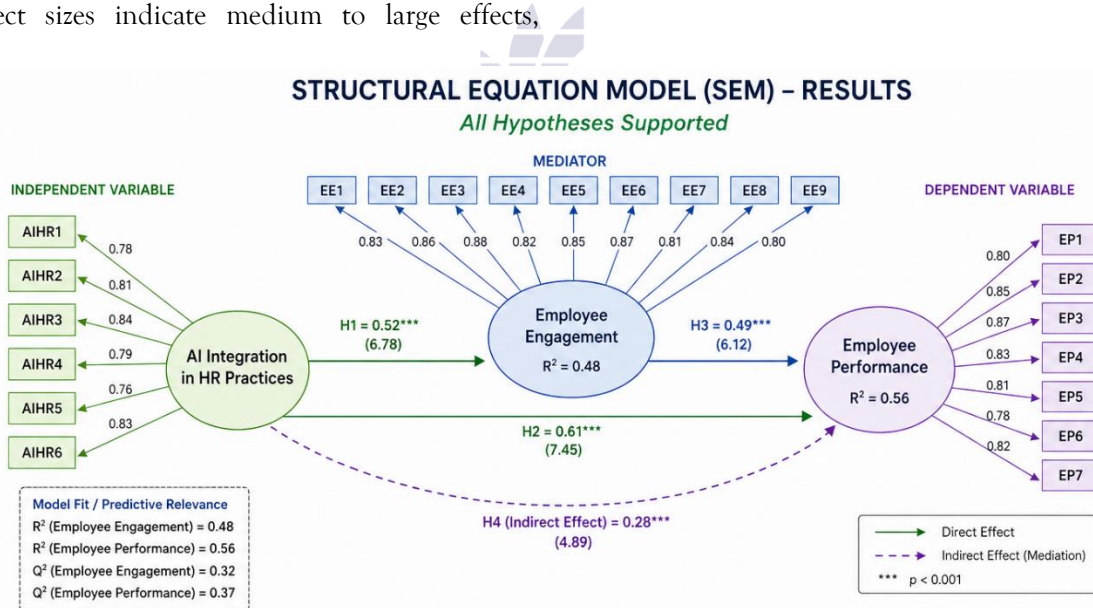 ect sizes indicate medium to large effects,
STRUCTURAL EQUATION MODEL (SEM) – RESULTS
All Hypotheses Supported
MEDIATOR
INDEPENDENT VARIABLE
DEPENDENT VARIABLE
EE1 EE2 EE3 EE4 EE5 EE6 EE7 EE8 EE9
0.83 0.86 0.88 0.82 0.85 0.87 0.81 0.84 0.80
AIHR1
AIHR2
AIHR3
AIHR4
AIHR5
AIHR6
0.78
0.81
0.84
0.79
0.76
0.83
AI Integration
in HR Practices
H1 = 0.52***
(6.78)
Employee
Engagement
R² = 0.48
H3 = 0.49***
(6.12)
Employee
Performance
R² = 0.56
0.80
0.85
0.87
0.83
0.81
0.78
0.82
EP1
EP2
EP3
EP4
EP5
EP6
EP7
H2 = 0.61***
(7.45)
H4 (Indirect Effect) = 0.28***
(4.89)
Model Fit / Predictive Relevance
R² (Employee Engagement) = 0.48
R² (Employee Performance) = 0.56
Q² (Employee Engagement) = 0.32
Q² (Employee Performance) = 0.37
Direct Effect
Indirect Effect (Mediation)
*** p < 0.001